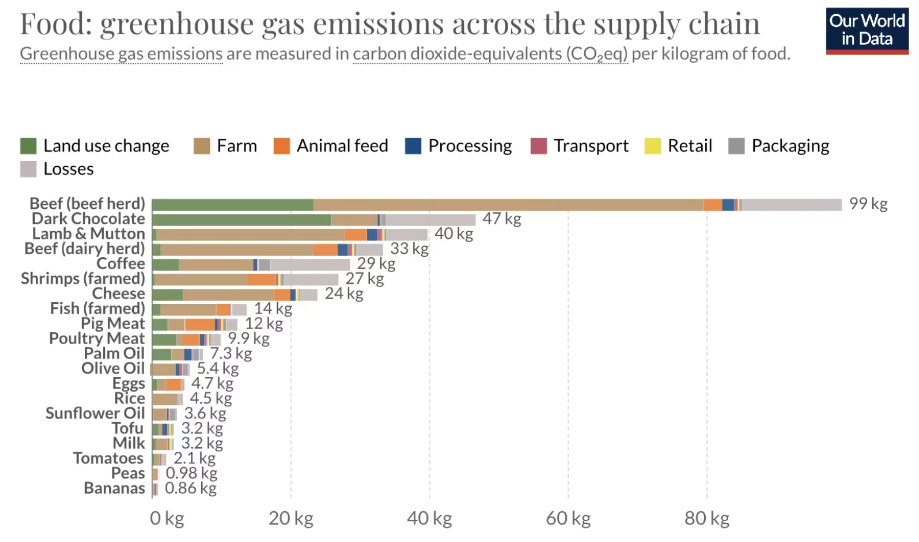 Food: greenhouse gas emissions across the supply chain
Our World
in Data
Greenhouse gas emissions are measured in carbon dioxide-equivalents (CO₂eq) per kilogram of food.
Land use change Farm Animal feed Processing Transport Retail Packaging
Losses
Beef (beef herd) 99 kg
Dark Chocolate 47 kg
Lamb & Mutton 40 kg
Beef (dairy herd) 33 kg
Coffee 29 kg
Shrimps (farmed) 27 kg
Cheese 24 kg
Fish (farmed) 14 kg
Pig Meat 12 kg
Poultry Meat 9.9 kg
Palm Oil 7.3 kg
Olive Oil 5.4 kg
Eggs 4.7 kg
Rice 4.5 kg
Sunflower Oil 3.6 kg
Tofu 3.2 kg
Milk 3.2 kg
Tomatoes 2.1 kg
Peas 0.98 kg
Bananas 0.86 kg
0 kg 20 kg 40 kg 60 kg 80 kg